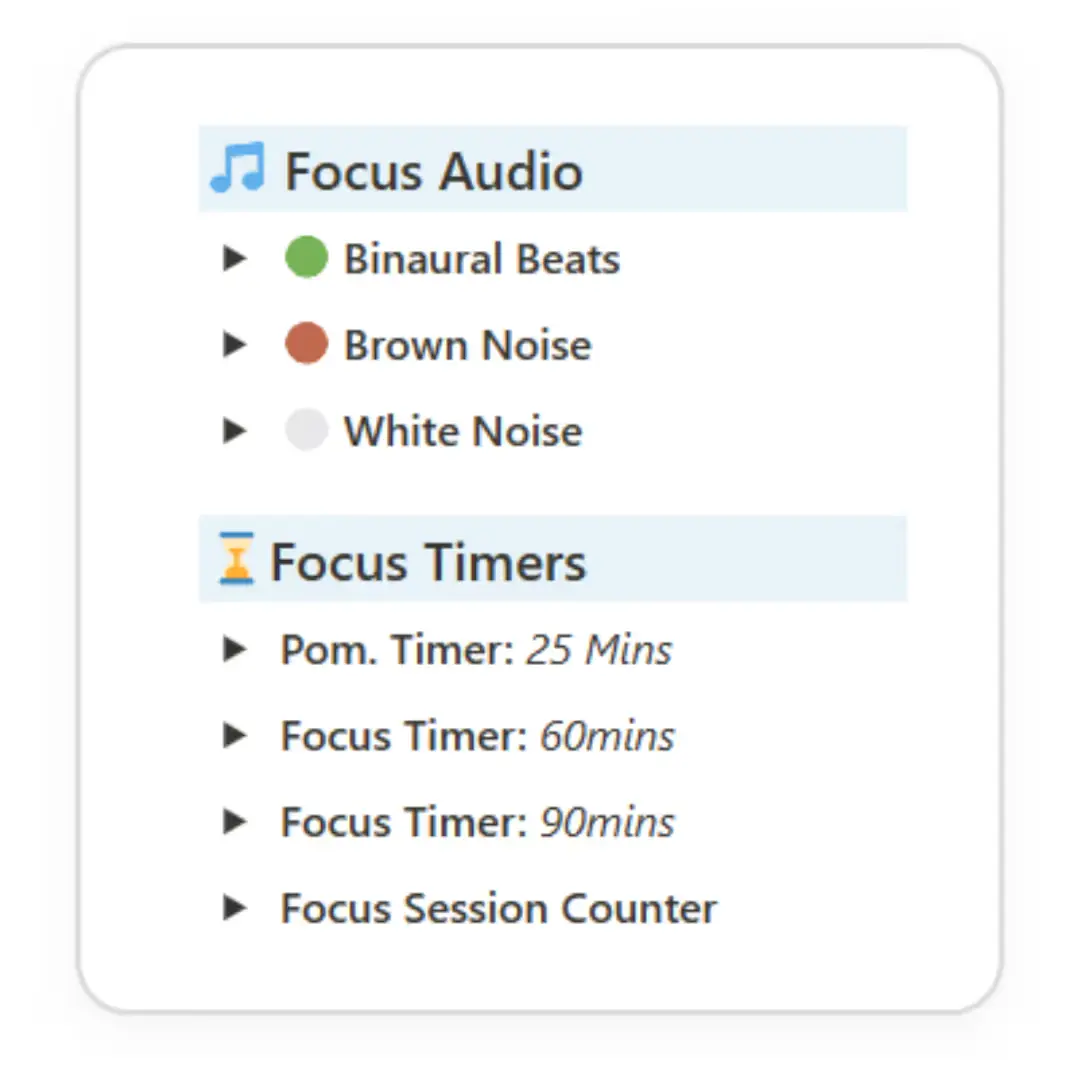 Focus Audio
Binaural Beats
Brown Noise
White Noise
Focus Timers
Pom. Timer: 25 Mins
Focus Timer: 60mins
Focus Timer: 90mins
Focus Session Counter